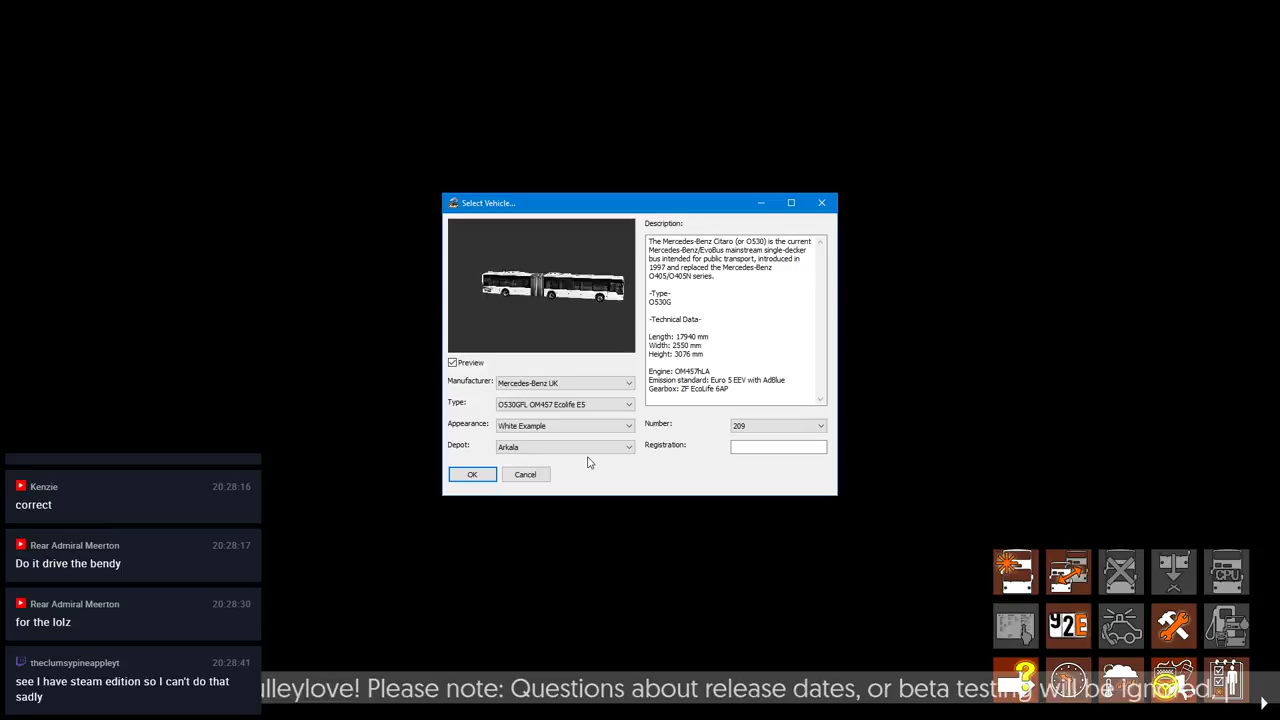 Select Vehicle...
Description:
The Mercedes-Benz Citaro (or O530) is the current
Mercedes-Benz/EvoBus mainstream single-decker
bus intended for public transport, introduced in
1997 and replaced the Mercedes-Benz
O405/O405N series.
-Type-
O530G
-Technical Data-
Length: 17940 mm
Width: 2550 mm
Height: 3076 mm
Engine: OM457hLA
Emission standard: Euro 5 EEV with AdBlue
Gearbox: ZF EcoLife 6AP
Preview
Manufacturer: Mercedes-Benz UK
Type: O530GFL OM457 Ecolife E5
Appearance: White Example
Number: 209
Depot: Arkala
Registration:
OK Cancel
Kenzie 20:28:16
correct
Rear Admiral Meerton 20:28:17
Do it drive the bendy
Rear Admiral Meerton 20:28:30
for the lolz
theclumsypineappleyt 20:28:41
see I have steam edition so I can't do that
sadly
CPU
92E
ulleylove! Please note: Questions about release dates, or beta testing will be ignored.